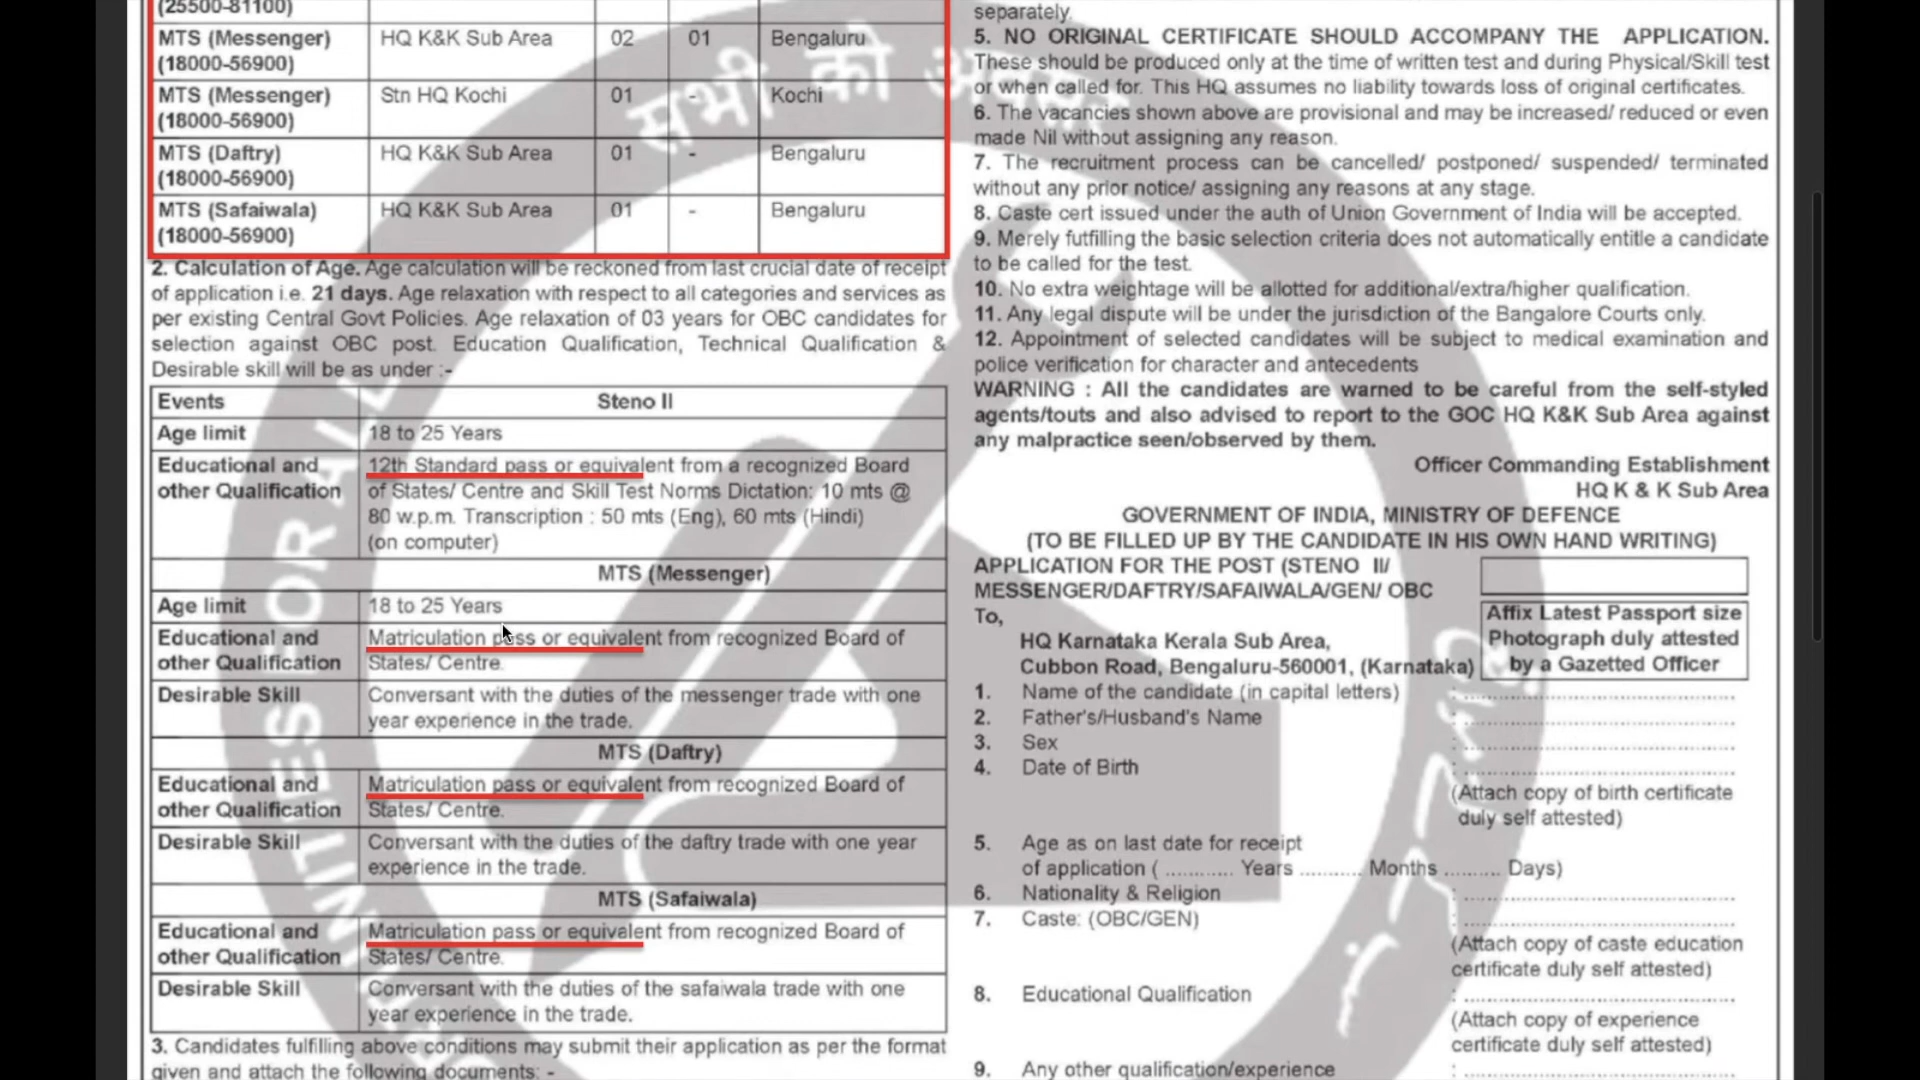 (25500-81100)
MTS (Messenger) HQ K&K Sub Area 02 01 Bengaluru
(18000-56900)
MTS (Messenger) Stn HQ Kochi 01 - Kochi
(18000-56900)
MTS (Daftry) HQ K&K Sub Area 01 - Bengaluru
(18000-56900)
MTS (Safaiwala) HQ K&K Sub Area 01 - Bengaluru
(18000-56900)
2. Calculation of Age. Age calculation will be reckoned from last crucial date of receipt
of application i.e. 21 days. Age relaxation with respect to all categories and services as
per existing Central Govt Policies. Age relaxation of 03 years for OBC candidates for
selection against OBC post. Education Qualification, Technical Qualification &
Desirable skill will be as under :-
Events Steno II
Age limit 18 to 25 Years
Educational and 12th Standard pass or equivalent from a recognized Board
other Qualification of States/ Centre and Skill Test Norms Dictation: 10 mts @
80 w.p.m. Transcription : 50 mts (Eng), 60 mts (Hindi)
(on computer)
MTS (Messenger)
Age limit 18 to 25 Years
Educational and Matriculation pass or equivalent from recognized Board of
other Qualification States/ Centre.
Desirable Skill Conversant with the duties of the messenger trade with one
year experience in the trade.
MTS (Daftry)
Educational and Matriculation pass or equivalent from recognized Board of
other Qualification States/ Centre.
Desirable Skill Conversant with the duties of the daftry trade with one year
experience in the trade.
MTS (Safaiwala)
Educational and Matriculation pass or equivalent from recognized Board of
other Qualification States/ Centre.
Desirable Skill Conversant with the duties of the safaiwala trade with one
year experience in the trade.
3. Candidates fulfilling above conditions may submit their application as per the format
given and attach the following documents: -
separately.
5. NO ORIGINAL CERTIFICATE SHOULD ACCOMPANY THE APPLICATION.
These should be produced only at the time of written test and during Physical/Skill test
or when called for. This HQ assumes no liability towards loss of original certificates.
6. The vacancies shown above are provisional and may be increased/ reduced or even
made Nil without assigning any reason.
7. The recruitment process can be cancelled/ postponed/ suspended/ terminated
without any prior notice/ assigning any reasons at any stage.
8. Caste cert issued under the auth of Union Government of India will be accepted.
9. Merely futfilling the basic selection criteria does not automatically entitle a candidate
to be called for the test.
10. No extra weightage will be allotted for additional/extra/higher qualification.
11. Any legal dispute will be under the jurisdiction of the Bangalore Courts only.
12. Appointment of selected candidates will be subject to medical examination and
police verification for character and antecedents
WARNING : All the candidates are warned to be careful from the self-styled
agents/touts and also advised to report to the GOC HQ K&K Sub Area against
any malpractice seen/observed by them.
Officer Commanding Establishment
HQ K & K Sub Area
GOVERNMENT OF INDIA, MINISTRY OF DEFENCE
(TO BE FILLED UP BY THE CANDIDATE IN HIS OWN HAND WRITING)
APPLICATION FOR THE POST (STENO II/
MESSENGER/DAFTRY/SAFAIWALA/GEN/ OBC
To,
HQ Karnataka Kerala Sub Area,
Cubbon Road, Bengaluru-560001, (Karnataka)
Affix Latest Passport size
Photograph duly attested
by a Gazetted Officer
1. Name of the candidate (in capital letters) : ....................
2. Father's/Husband's Name : ....................
3. Sex : ....................
4. Date of Birth : ....................
(Attach copy of birth certificate
duly self attested)
5. Age as on last date for receipt
of application ( ............ Years .......... Months ......... Days)
6. Nationality & Religion : ....................
7. Caste: (OBC/GEN) : ....................
(Attach copy of caste education
certificate duly self attested)
8. Educational Qualification : ....................
(Attach copy of experience
certificate duly self attested)
9. Any other qualification/experience : ....................
सभी को
NITIES FOR ALL